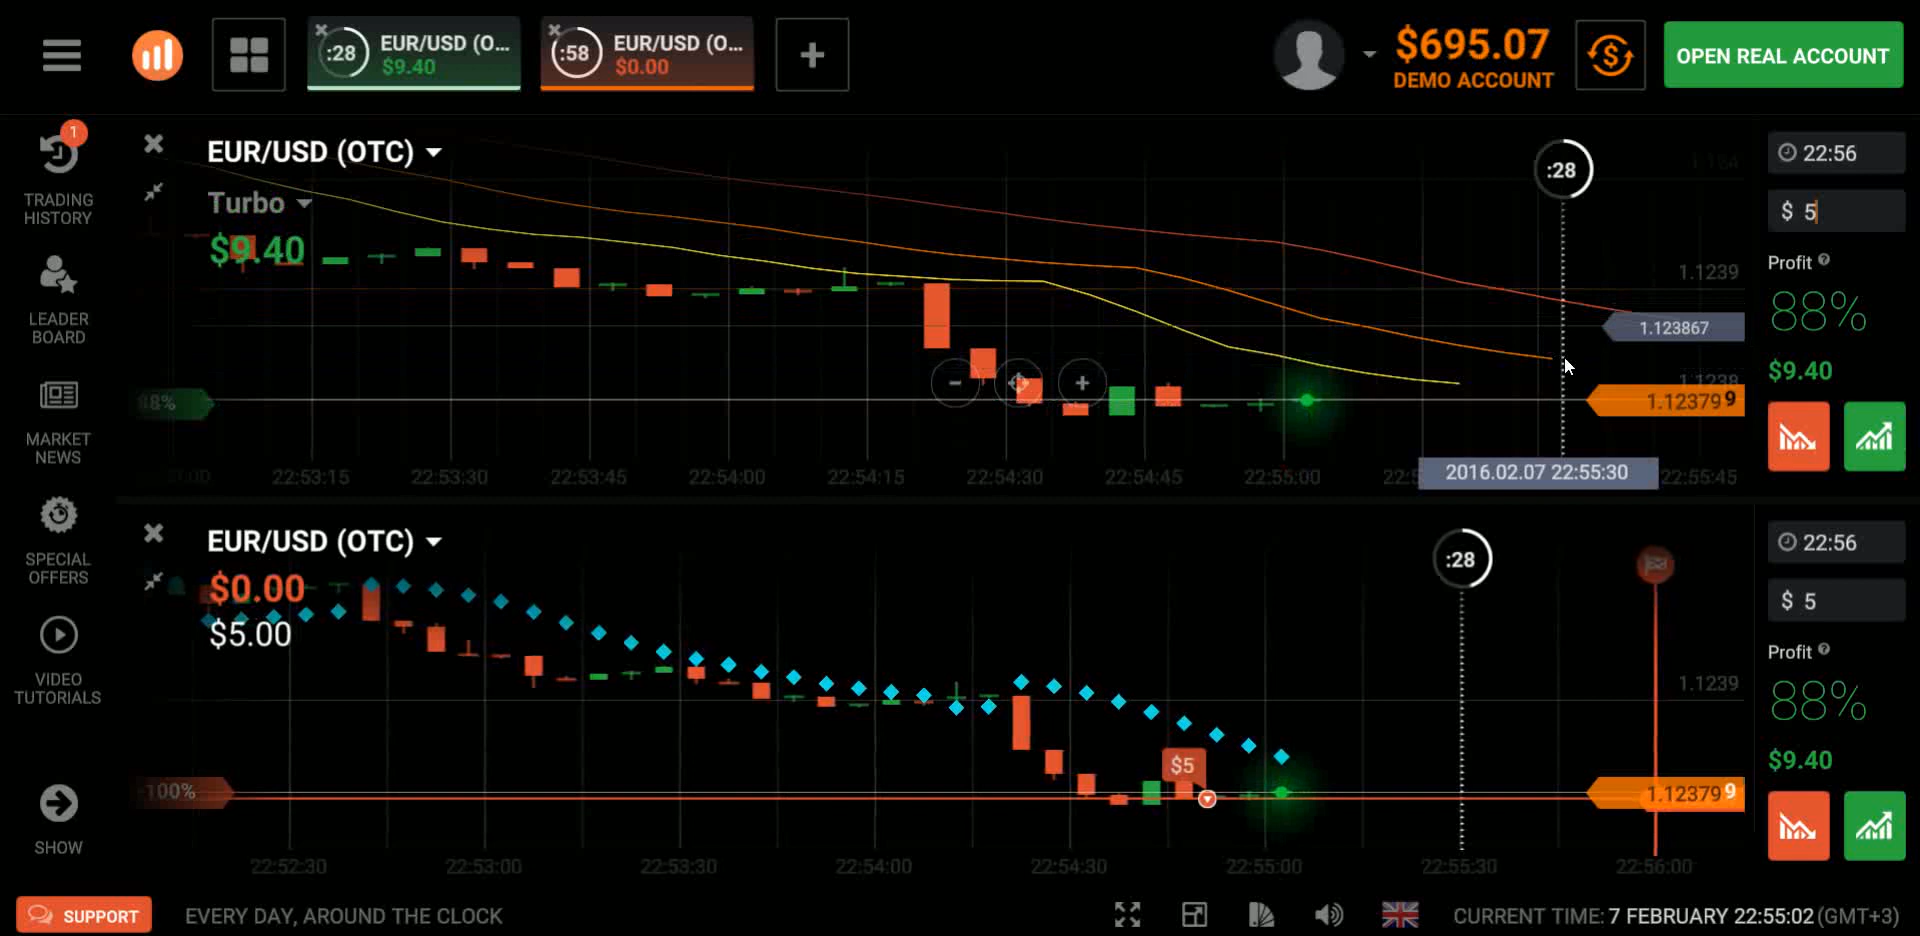 :28
EUR/USD (O...
$9.40
:58
EUR/USD (O...
$0.00
$695.07
DEMO ACCOUNT
OPEN REAL ACCOUNT
1
TRADING
HISTORY
LEADER
BOARD
MARKET
NEWS
SPECIAL
OFFERS
VIDEO
TUTORIALS
SHOW
EUR/USD (OTC)
Turbo
$9.40
:28
1.1239
1.123867
1.1238
1.123799
88%
22:53:15
22:53:30
22:53:45
22:54:00
22:54:15
22:54:30
22:54:45
22:55:00
2016.02.07 22:55:30
22:55:45
22:56
$ 5
Profit
88%
$9.40
EUR/USD (OTC)
$0.00
$5.00
:28
1.1239
$5
-100%
1.123799
22:52:30
22:53:00
22:53:30
22:54:00
22:54:30
22:55:00
22:55:30
22:56:00
22:56
$ 5
Profit
88%
$9.40
SUPPORT
EVERY DAY, AROUND THE CLOCK
CURRENT TIME: 7 FEBRUARY 22:55:02 (GMT+3)